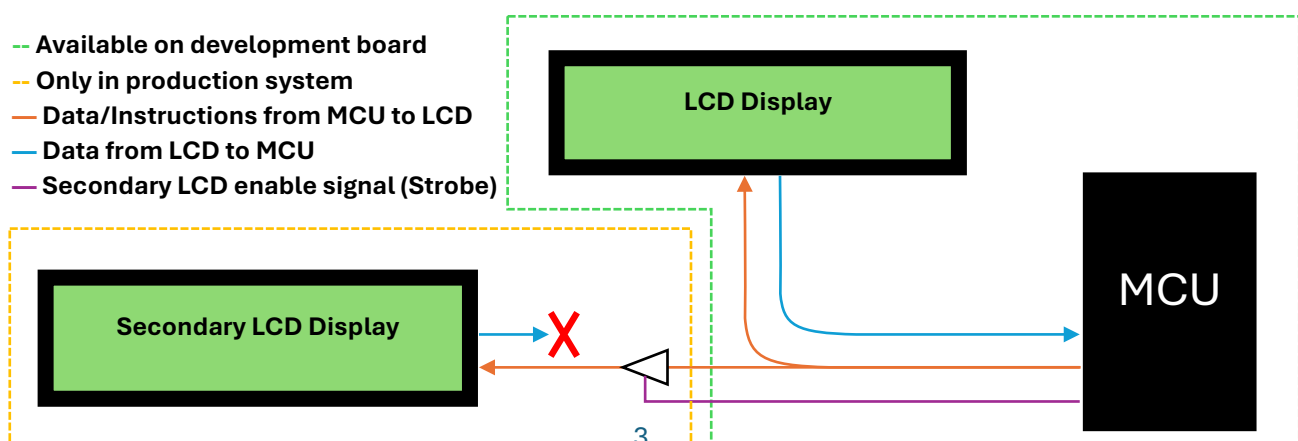 -- Available on development board
-- Only in production system
— Data/Instructions from MCU to LCD
— Data from LCD to MCU
— Secondary LCD enable signal (Strobe)
LCD Display
MCU
Secondary LCD Display
3